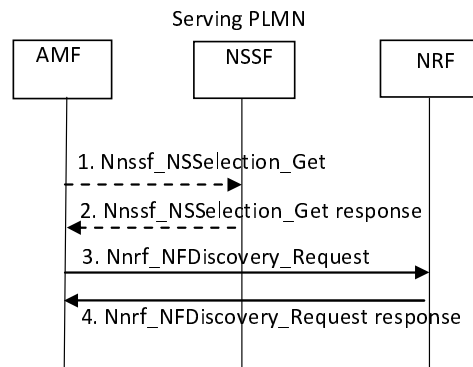 Serving PLMN
AMF
NSSF
NRF
1. Nnssf_NSSelection_Get
2. Nnssf_NSSelection_Get response
3. Nnrf_NFDiscovery_Request
4. Nnrf_NFDiscovery_Request response